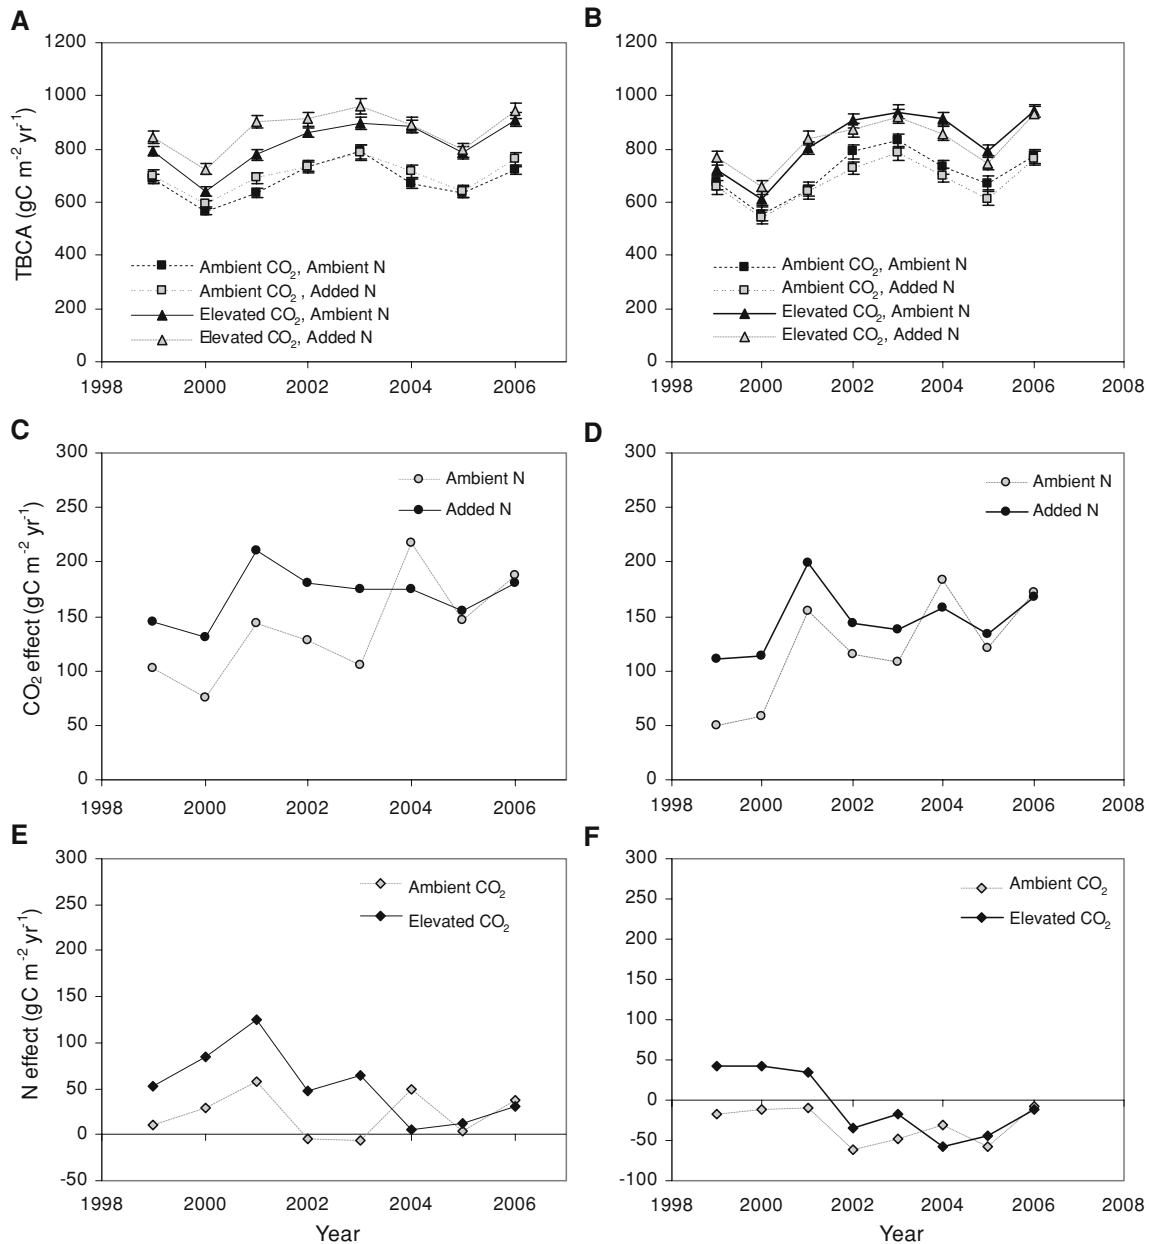 A
B
1200
1000
800
600
400
200
0
TBCA (gC m⁻² yr⁻¹)
Ambient CO₂, Ambient N
Ambient CO₂ , Added N
Elevated CO₂, Ambient N
Elevated CO₂, Added N
1998 2000 2002 2004 2006
1200
1000
800
600
400
200
0
Ambient CO₂, Ambient N
Ambient CO₂, Added N
Elevated CO₂, Ambient N
Elevated CO₂, Added N
1998 2000 2002 2004 2006 2008
C
D
300
250
200
150
100
50
0
CO₂ effect (gC m⁻² yr⁻¹)
Ambient N
Added N
1998 2000 2002 2004 2006
300
250
200
150
100
50
0
Ambient N
Added N
1998 2000 2002 2004 2006 2008
E
F
300
250
200
150
100
50
0
-50
N effect (gC m⁻² yr⁻¹)
Ambient CO₂
Elevated CO₂
1998 2000 2002 2004 2006
Year
300
250
200
150
100
50
0
-50
-100
Ambient CO₂
Elevated CO₂
1998 2000 2002 2004 2006 2008
Year